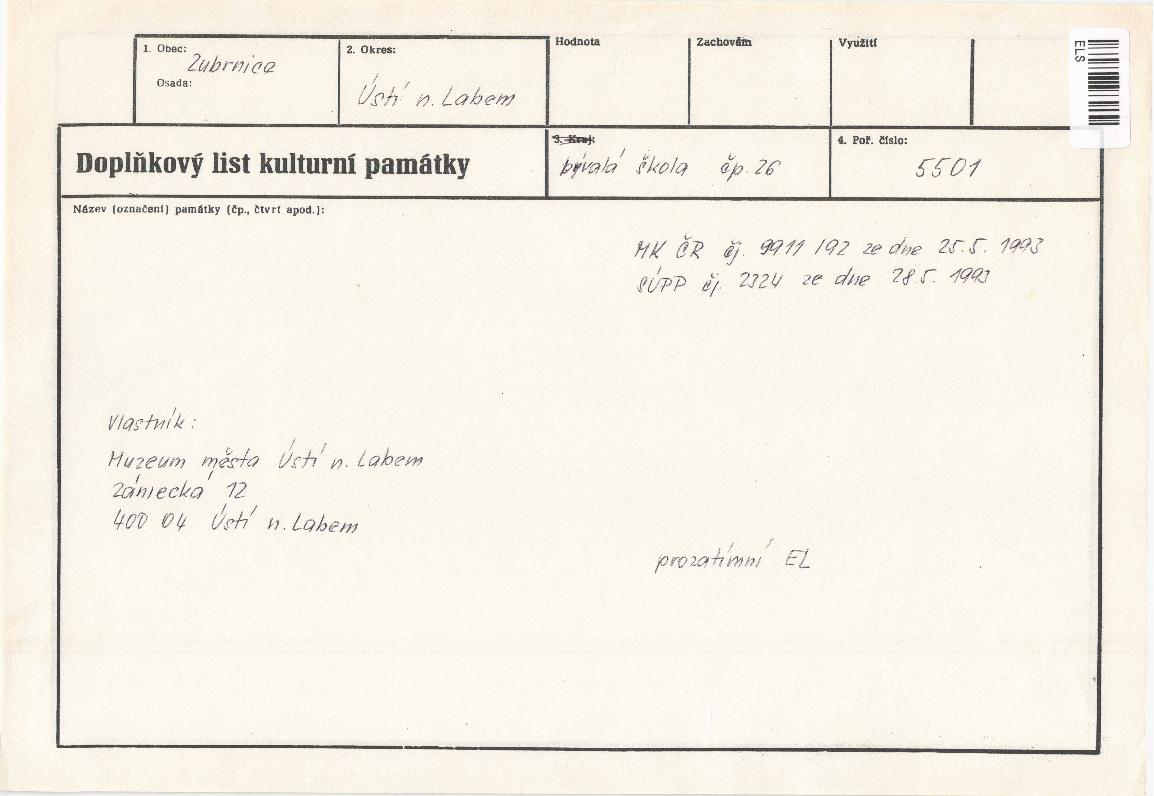 1. Obec:
Zubrnice
Osada:
2. Okres:
Ústí n. Labem
Hodnota
Zachovám
Využití
ELS
Doplňkový list kulturní památky
3. Kraj:
bývalá škola čp. 26
4. Poř. číslo:
5501
Název (označení) památky (čp., čtvrť apod.):
MK ČR čj. 9911/92 ze dne 25.5. 1993
SÚPP čj. 2324 ze dne 28.5. 1993
Vlastník:
Muzeum města Ústí n. Labem
12
400 04 Ústí n. Labem
prozatímní EL